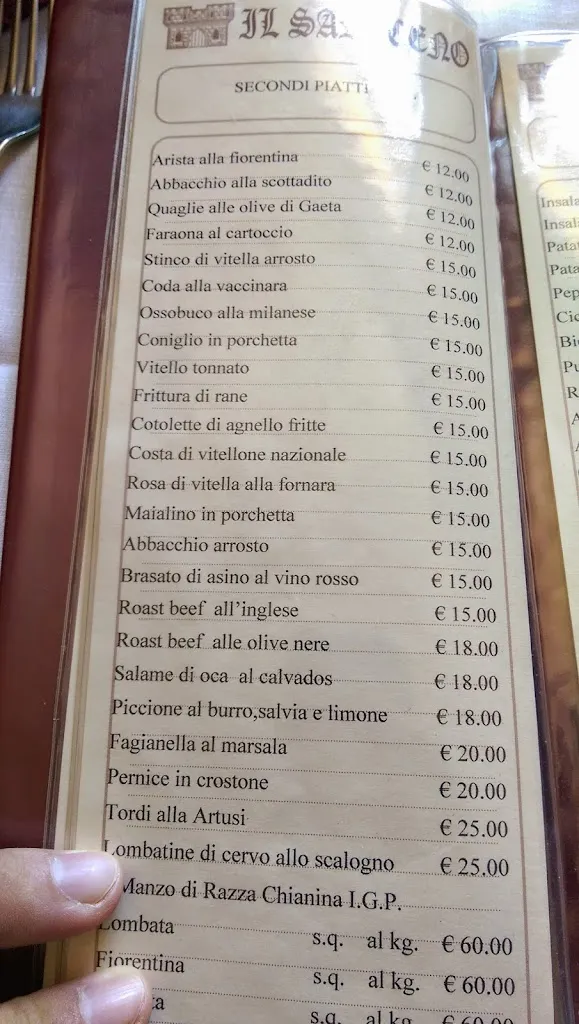 IL
SECONDI PIATTI
Arista alla fiorentina € 12.00
Abbacchio alla scottadito € 12.00
Quaglie alle olive di Gaeta € 12.00
Faraona al cartoccio € 12.00
Stinco di vitella arrosto € 15.00
Coda alla vaccinara € 15.00
Ossobuco alla milanese € 15.00
Coniglio in porchetta € 15.00
Vitello tonnato € 15.00
Frittura di rane € 15.00
Cotolette di agnello fritte € 15.00
Costa di vitellone nazionale € 15.00
Rosa di vitella alla fornara € 15.00
Maialino in porchetta € 15.00
Abbacchio arrosto € 15.00
Brasato di asino al vino rosso € 15.00
Roast beef all'inglese € 15.00
Roast beef alle olive nere € 18.00
Salame di oca al calvados € 18.00
Piccione al burro,salvia e limone € 18.00
Fagianella al marsala € 20.00
Pernice in crostone € 20.00
Tordi alla Artusi € 25.00
Lombatine di cervo allo scalogno € 25.00
Manzo di Razza Chianina I.G.P.
Lombata s.q. al kg. € 60.00
Fiorentina s.q. al kg. € 60.00
s.q. al kg. € 60.00